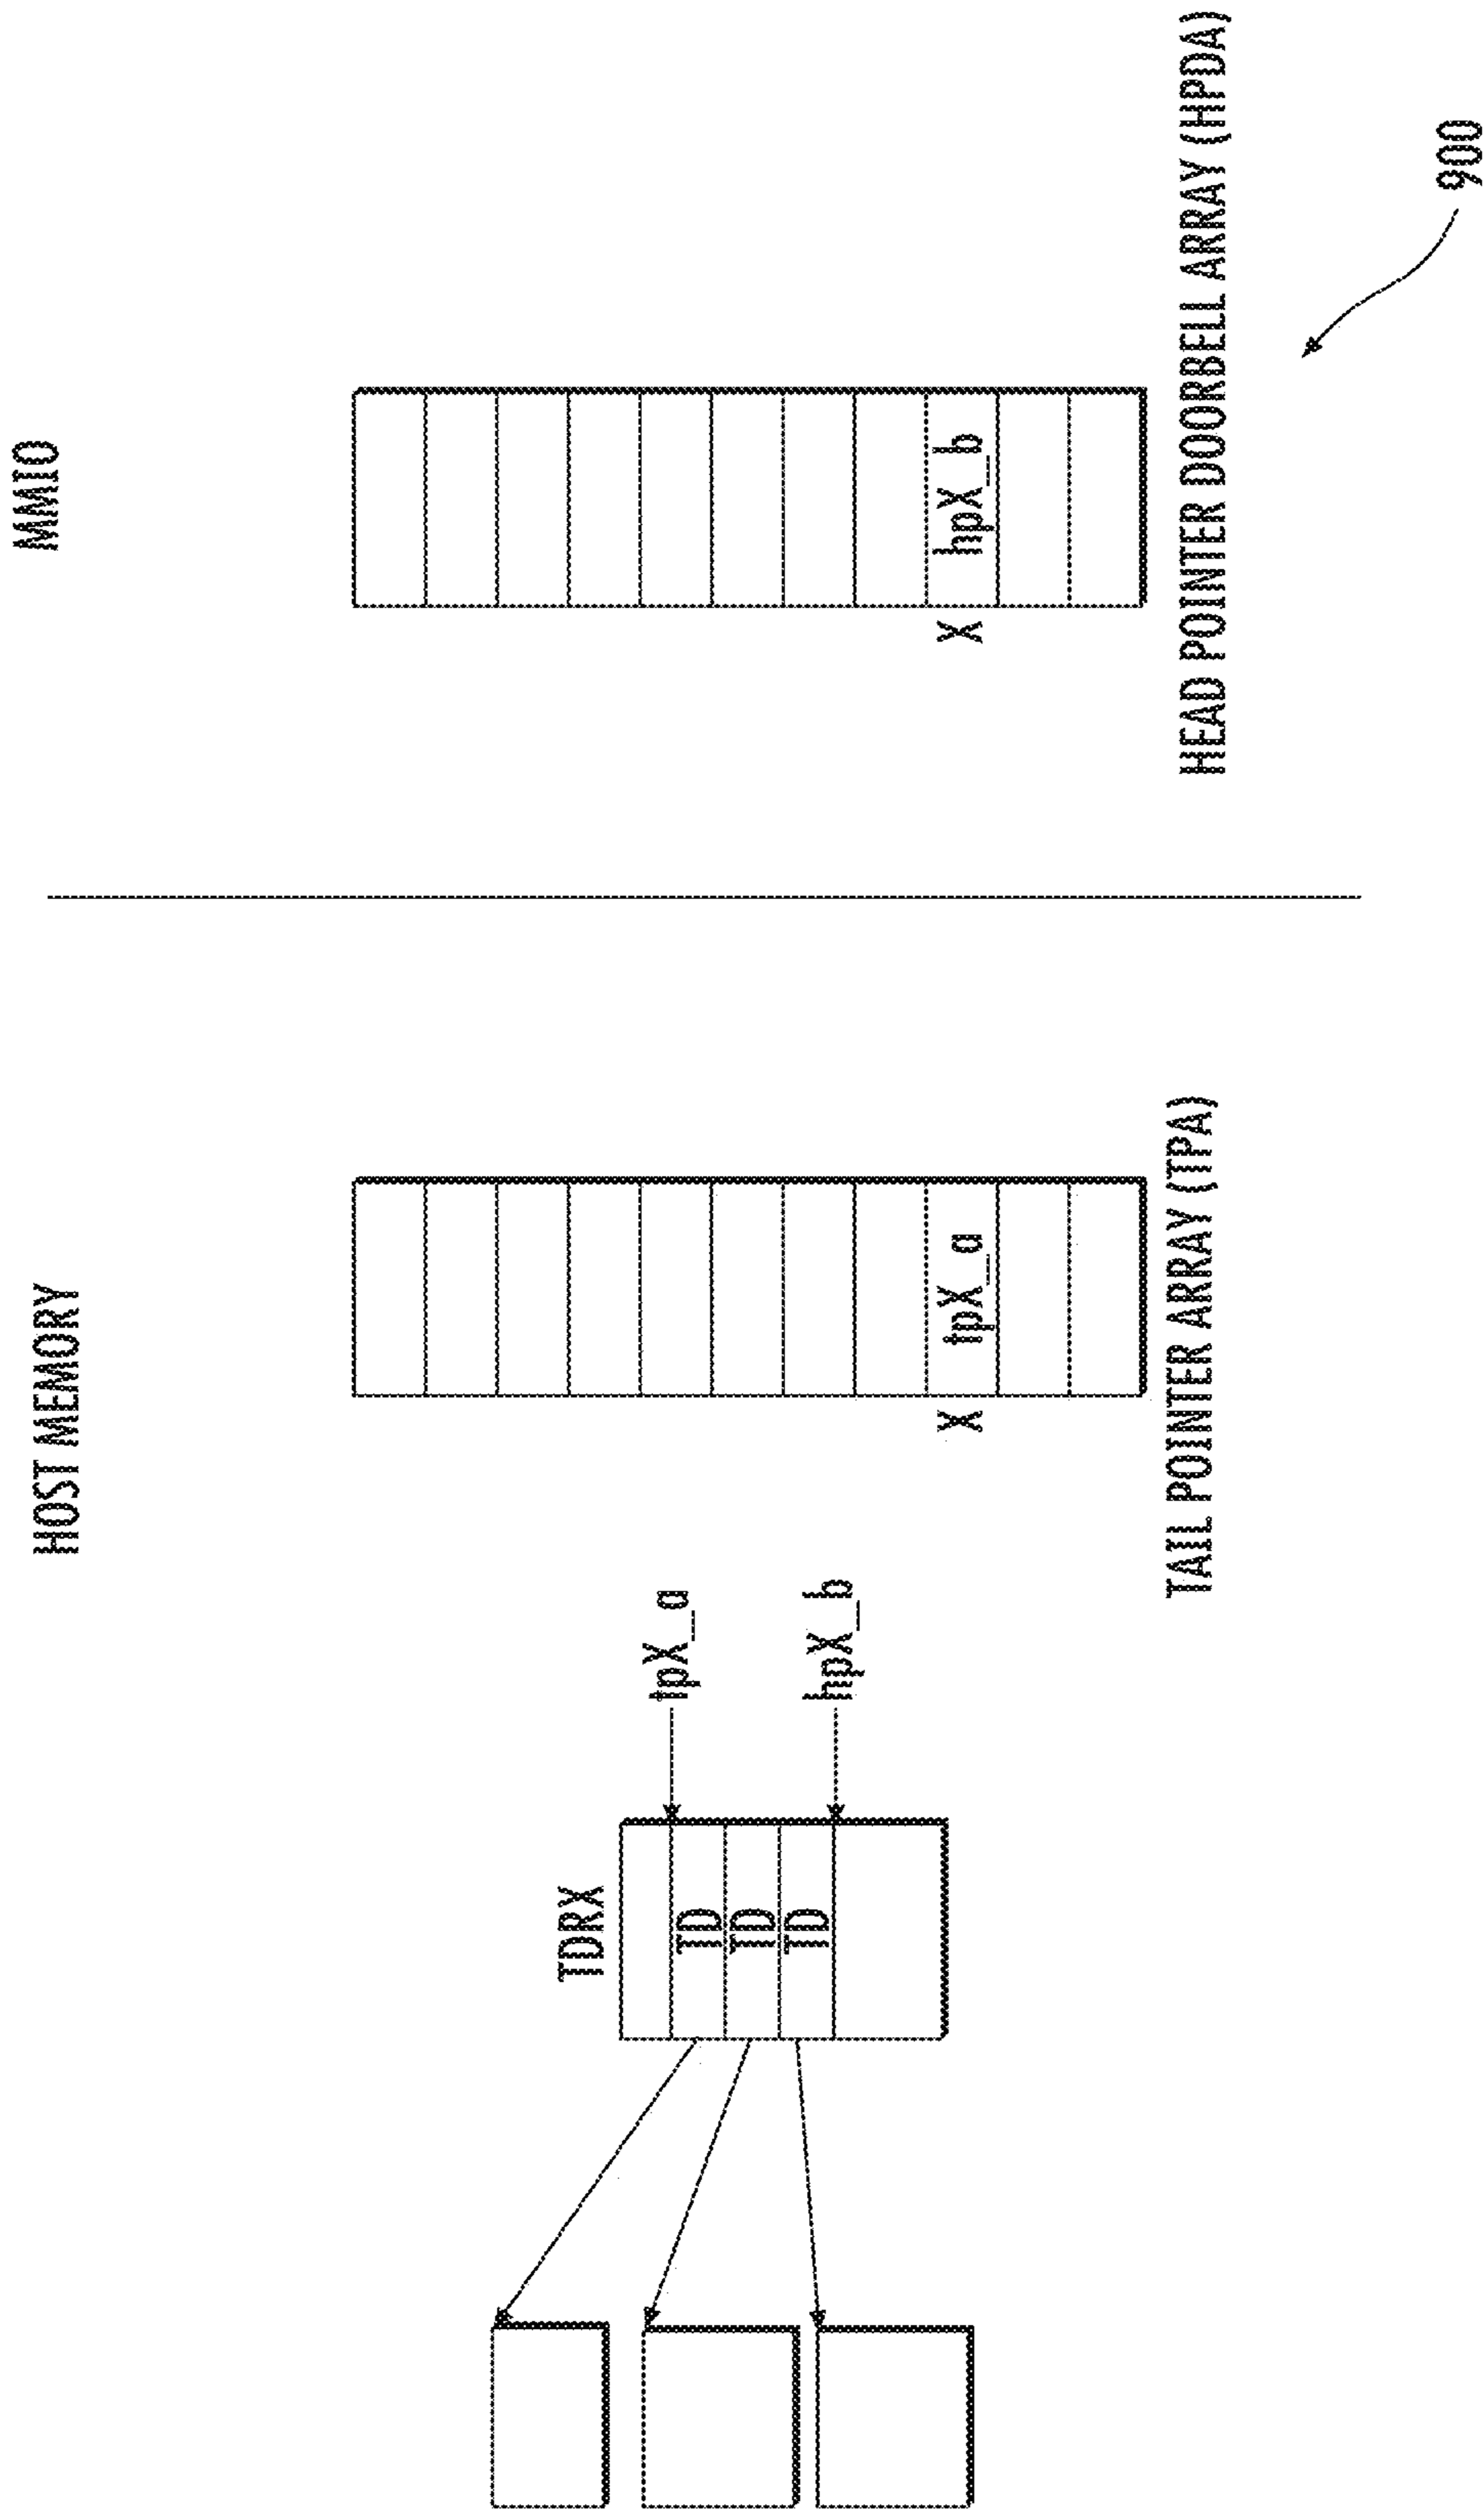 HOST MEMORY
MMIO
TDRX
TD
TD
TD
tpX_a
hpX_b
X tpX_a
TAIL POINTER ARRAY (TPA)
X hpX_b
HEAD POINTER DOORBELL ARRAY (HPDA)
900